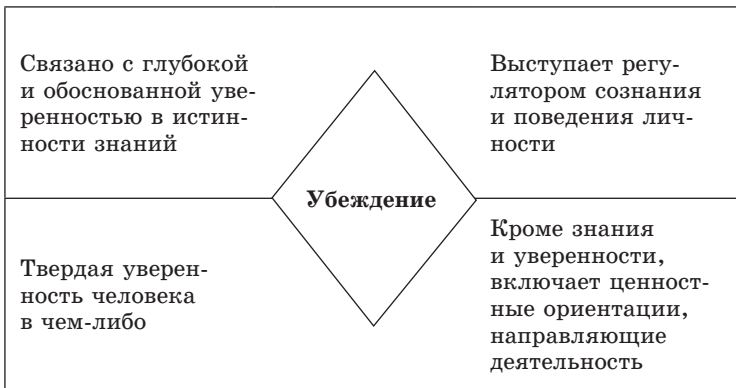 Связано с глубокой
и обоснованной уве-
ренностью в истин-
ности знаний
Выступает регу-
лятором сознания
и поведения лич-
ности
Убеждение
Твердая уверен-
ность человека
в чем-либо
Кроме знания
и уверенности,
включает ценност-
ные ориентации,
направляющие
деятельность